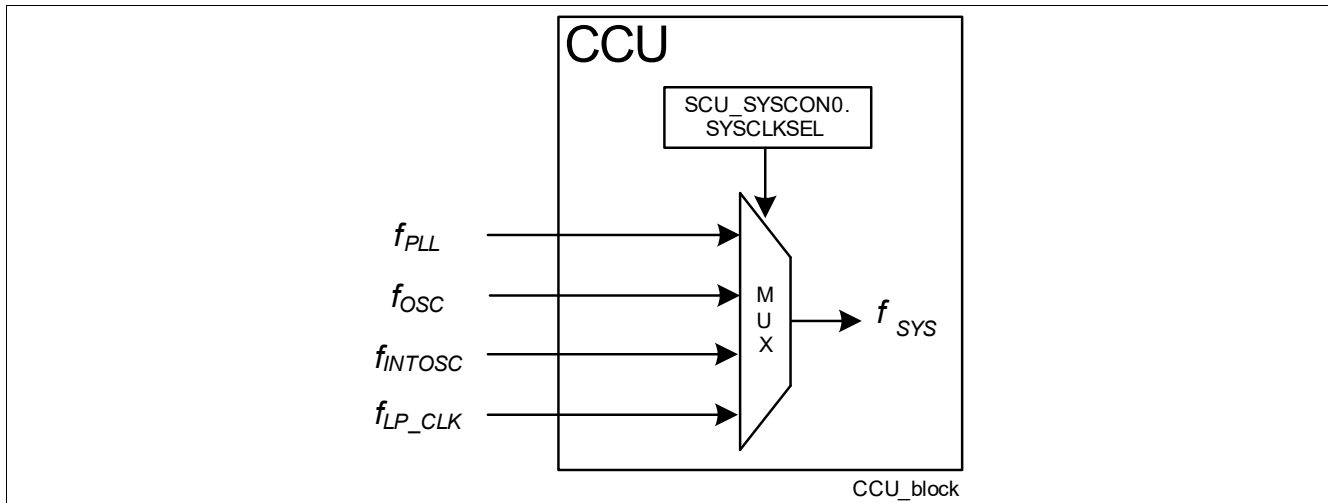 CCU
SCU_SYSCON0.
SYSCLKSEL
fPLL
fOSC
fINTOSC
fLP_CLK
M
U
X
f SYS
CCU_block